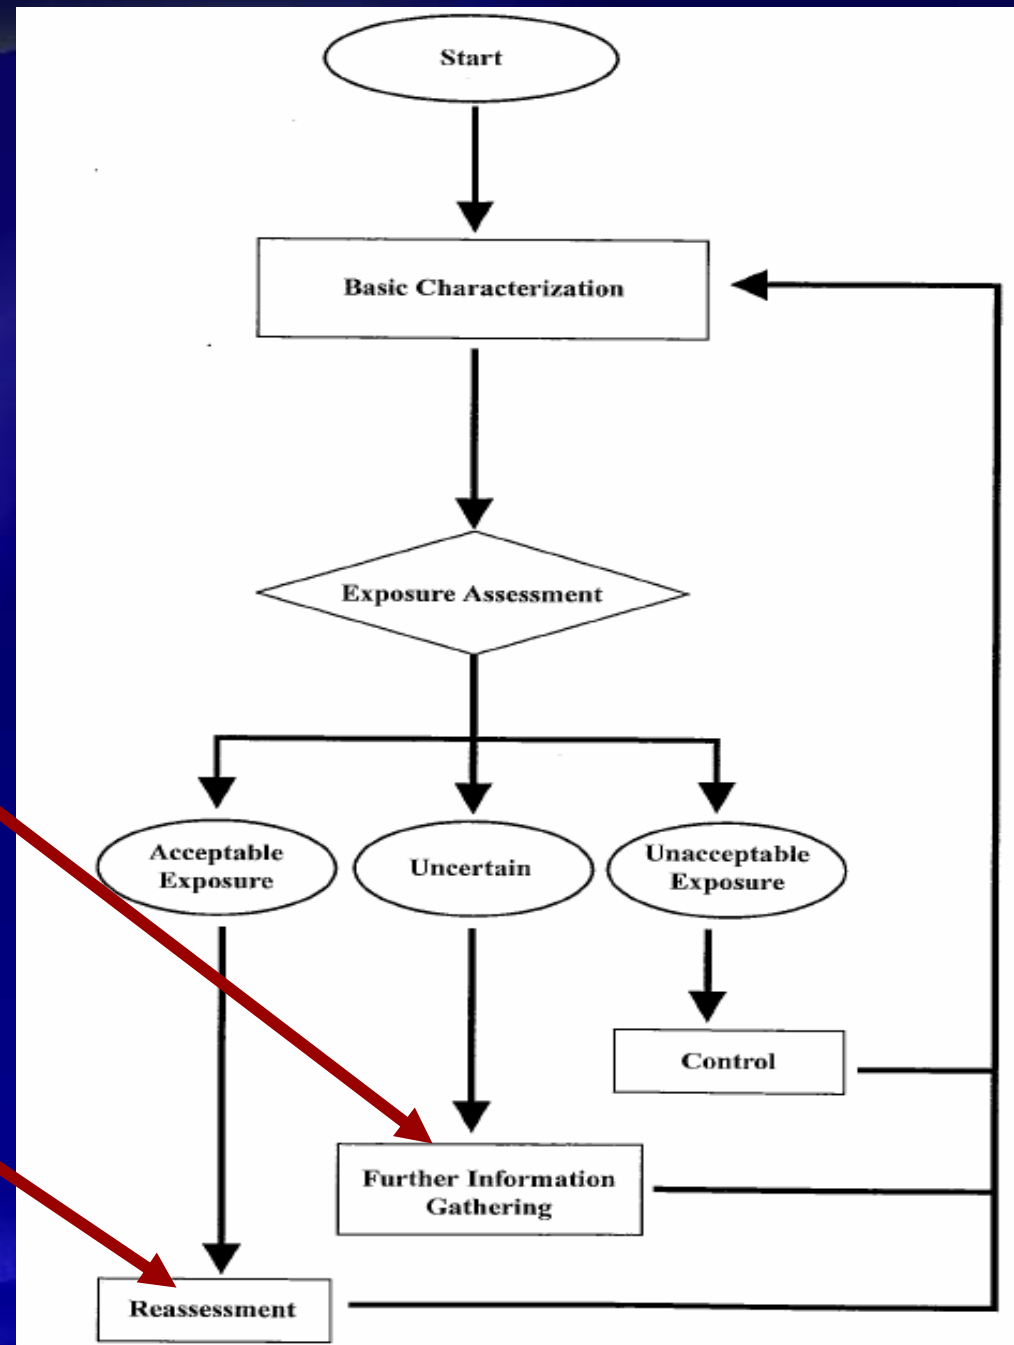 Start
Basic Characterization
Exposure Assessment
Acceptable
Exposure
Uncertain
Unacceptable
Exposure
Control
Further Information
Gathering
Reassessment